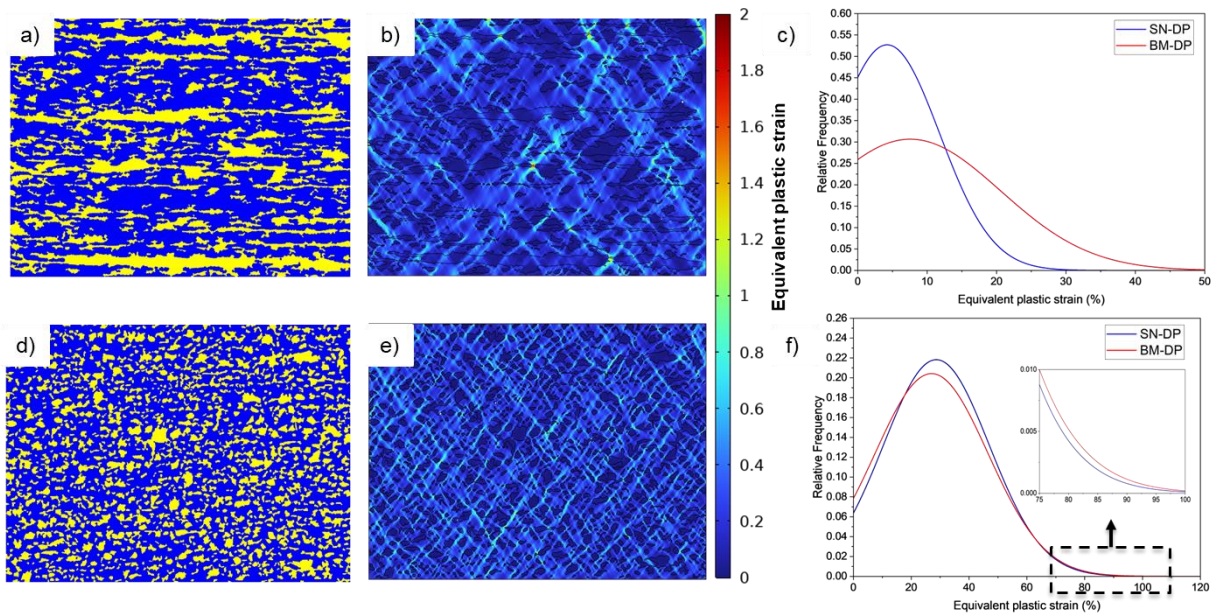 a)
b)
2
1.8
1.6
1.4
1.2
1
0.8
0.6
0.4
0.2
0
Equivalent plastic strain
c)
SN-DP
BM-DP
0.60
0.55
0.50
0.45
0.40
0.35
0.30
0.25
0.20
0.15
0.10
0.05
0.00
Relative Frequency
0 10 20 30 40 50
Equivalent plastic strain (%)
d)
e)
f)
SN-DP
BM-DP
0.26
0.24
0.22
0.20
0.18
0.16
0.14
0.12
0.10
0.08
0.06
0.04
0.02
0.00
Relative Frequency
0.010
0.005
0.000
75 80 85 90 95 100
0 20 40 60 80 100 120
Equivalent plastic strain (%)